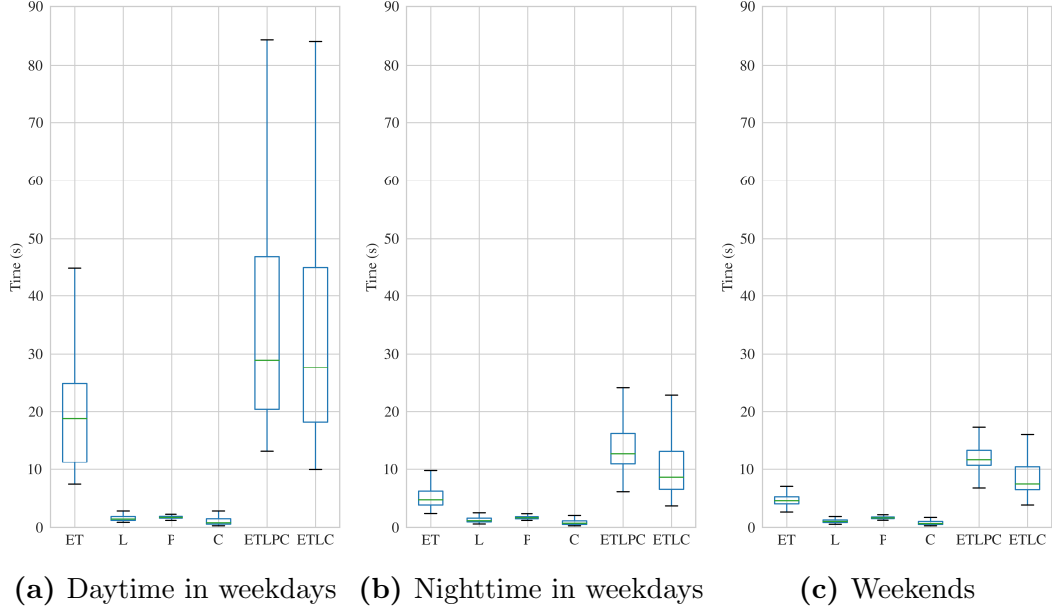 90 90 90
80 80 80
70 70 70
60 60 60
50 50 50
Time (s) Time (s) Time (s)
40 40 40
30 30 30
20 20 20
10 10 10
0 0 0
ET L P C ETLPC ETLC ET L P C ETLPC ETLC ET L P C ETLPC ETLC
(a) Daytime in weekdays (b) Nighttime in weekdays (c) Weekends